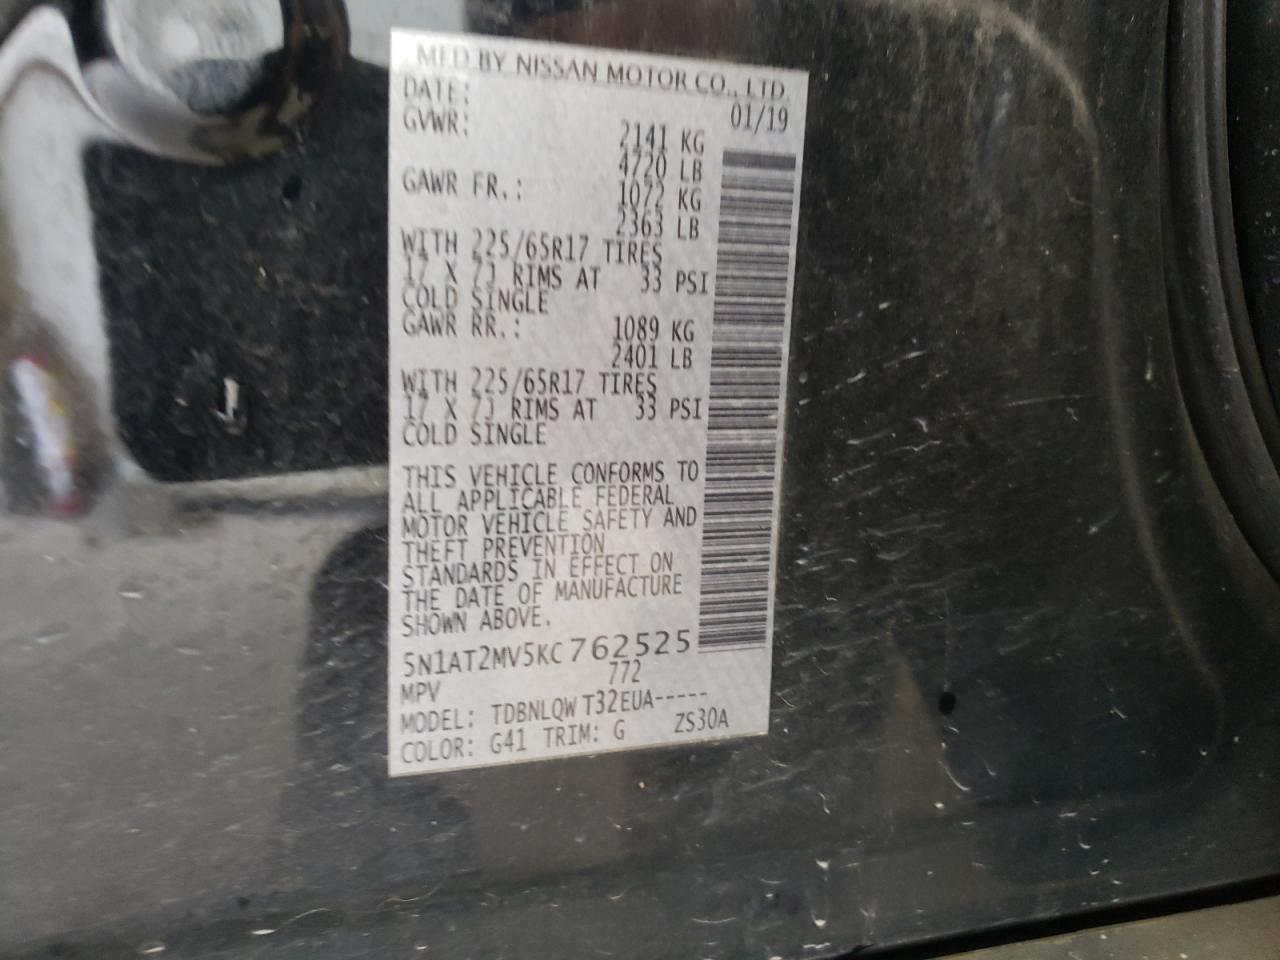 MFD BY NISSAN MOTOR CO., LTD.
DATE: 01/19
GVWR: 2141 KG
4720 LB
GAWR FR.: 1072 KG
2363 LB
WITH 225/65R17 TIRES
17 X 7J RIMS AT 33 PSI
COLD SINGLE
GAWR RR.: 1089 KG
2401 LB
WITH 225/65R17 TIRES
17 X 7J RIMS AT 33 PSI
COLD SINGLE
THIS VEHICLE CONFORMS TO
ALL APPLICABLE FEDERAL
MOTOR VEHICLE SAFETY AND
THEFT PREVENTION
STANDARDS IN EFFECT ON
THE DATE OF MANUFACTURE
SHOWN ABOVE.
5N1AT2MV5KC762525
MPV 772
MODEL: TDBNLQW T32EUA-----
COLOR: G41 TRIM: G ZS30A